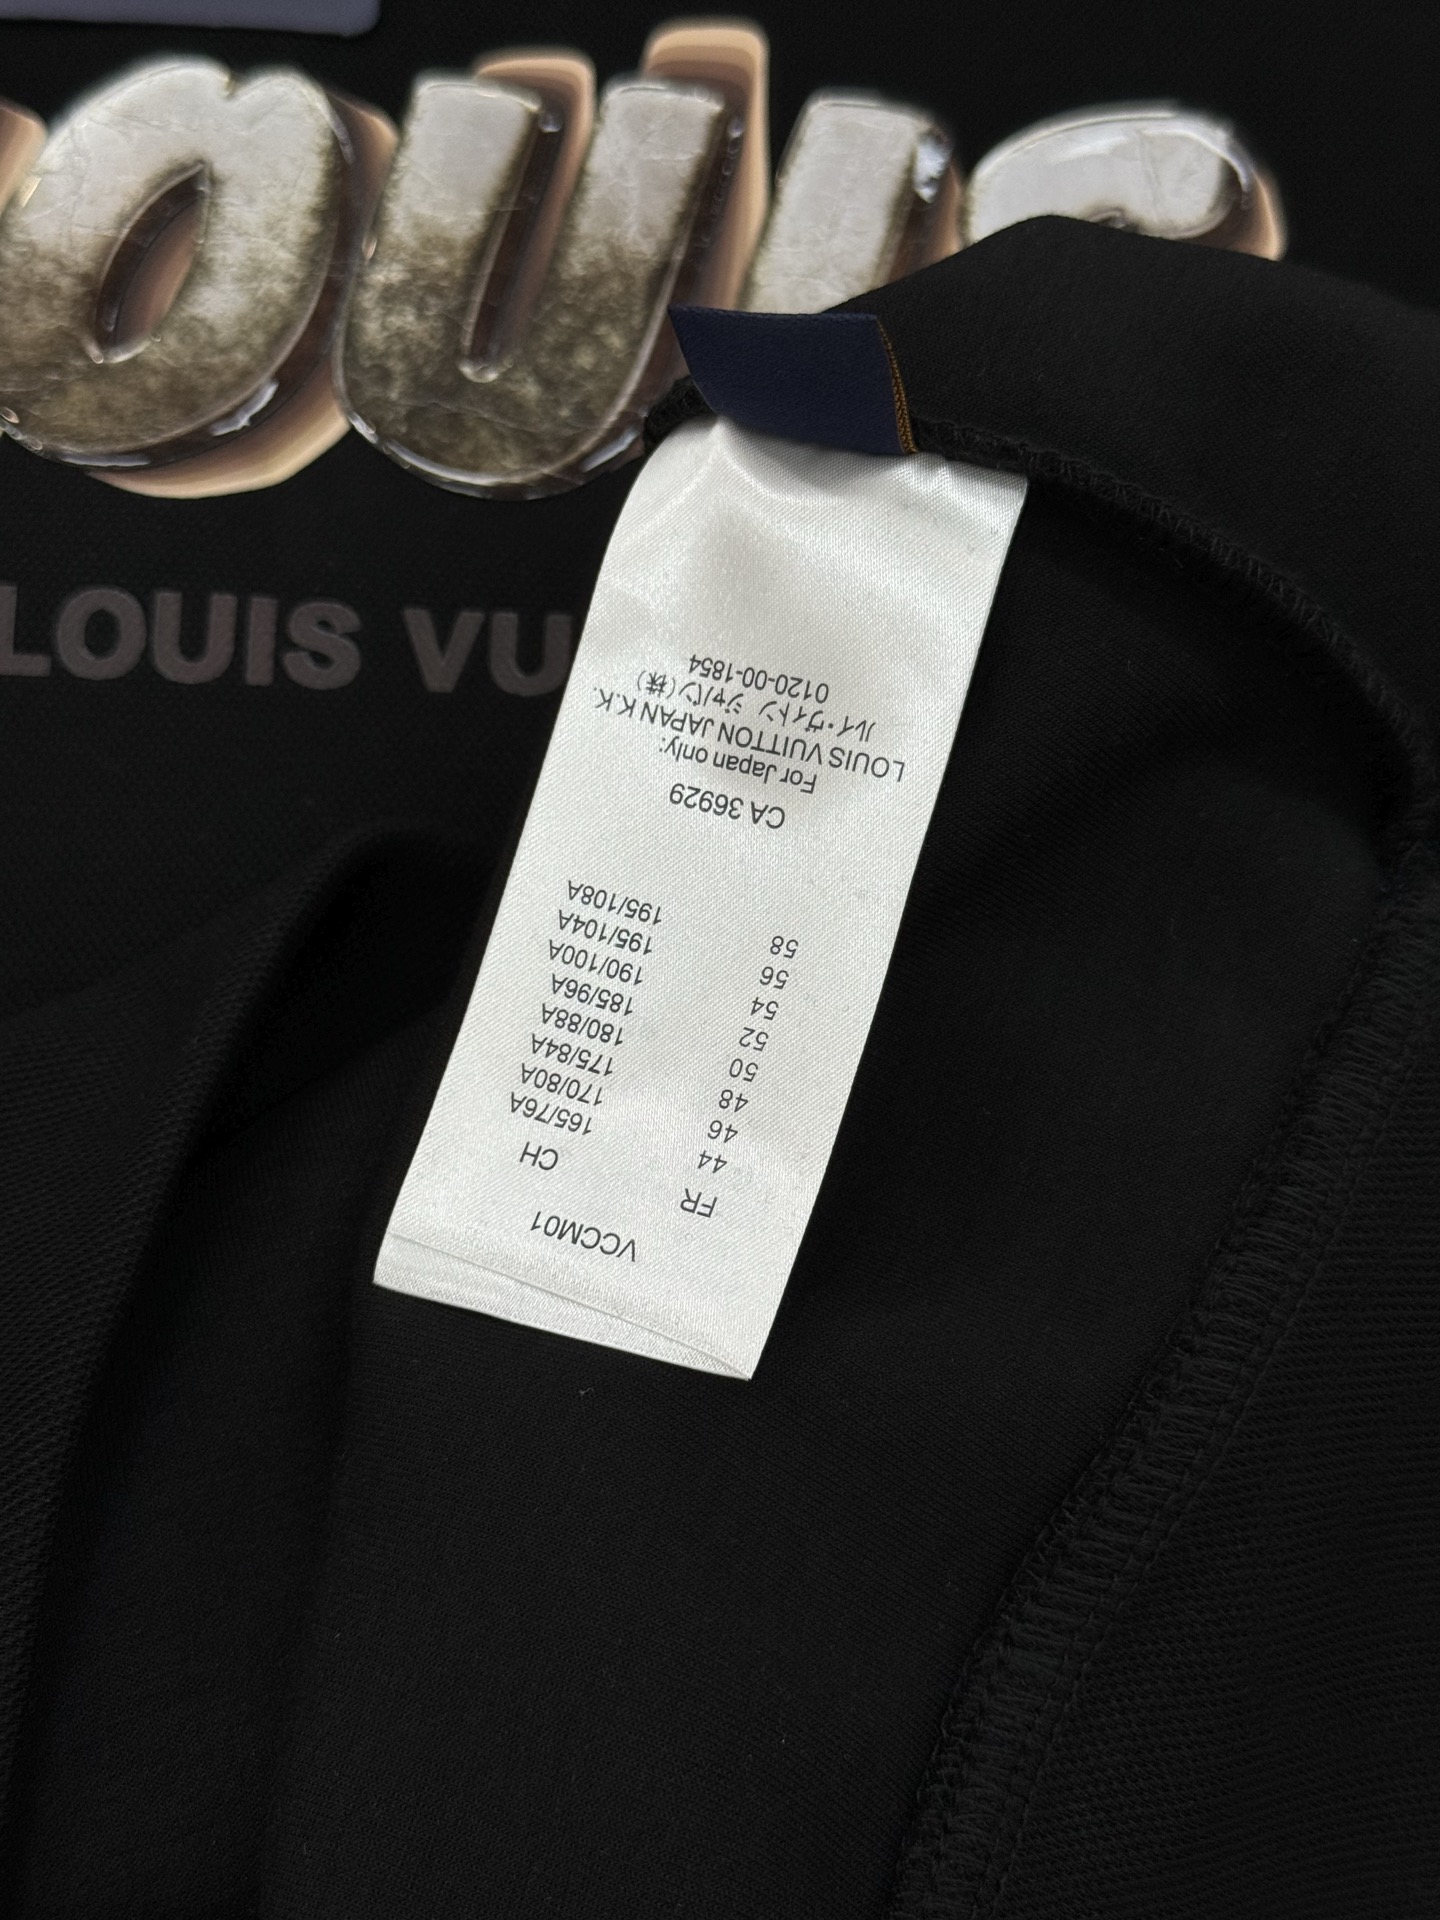 ouis
LOUIS VU
VCCM01
FR CH
44 165/76A
46 170/80A
48 175/84A
50 180/88A
52 185/96A
54 190/100A
56 195/104A
58 195/108A
CA 36929
For Japan only:
LOUIS VUITTON JAPAN K.K.
ルイ・ヴィトン ジャパン(株)
0120-00-1854